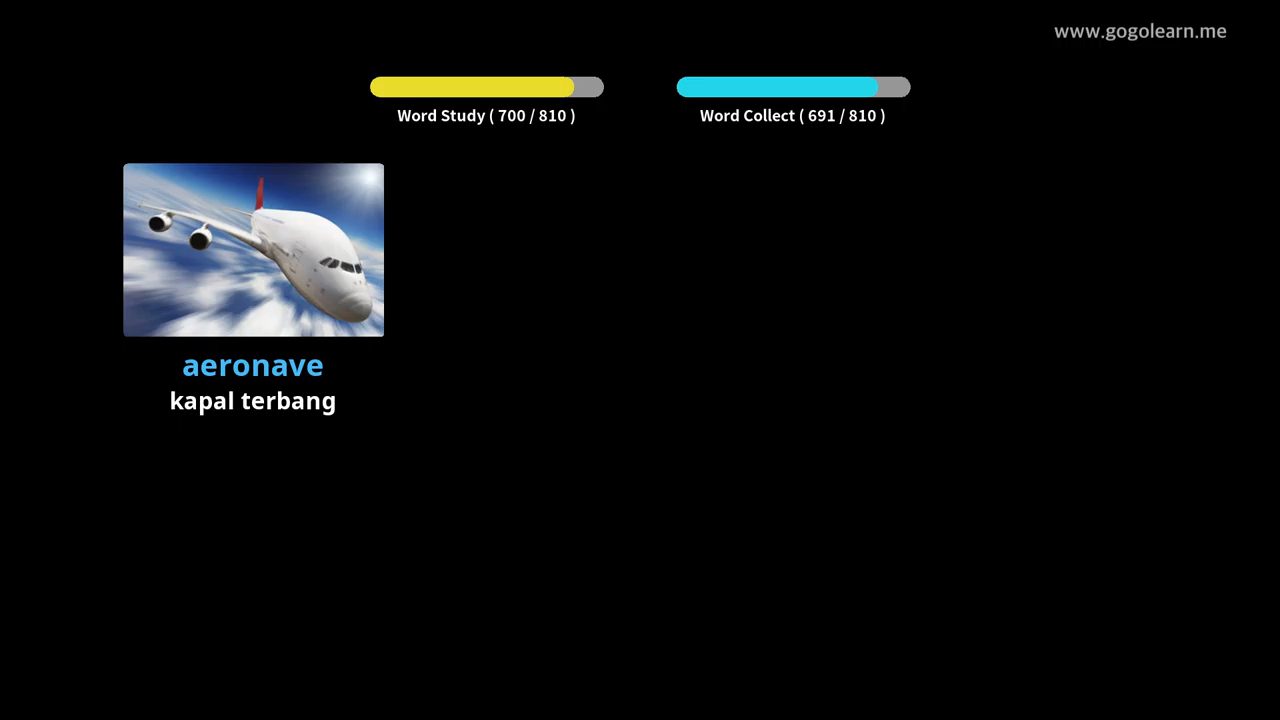 www.gogolearn.me
Word Study ( 700 / 810 )
Word Collect ( 691 / 810 )
aeronave
kapal terbang